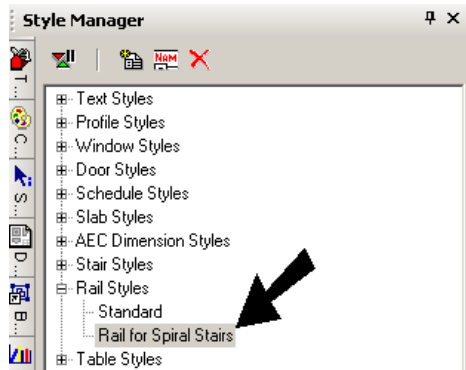 Style Manager
NAM
Text Styles
Profile Styles
Window Styles
Door Styles
Schedule Styles
Slab Styles
AEC Dimension Styles
Stair Styles
Rail Styles
Standard
Rail for Spiral Stairs
Table Styles
T...
C...
S...
D...
B...